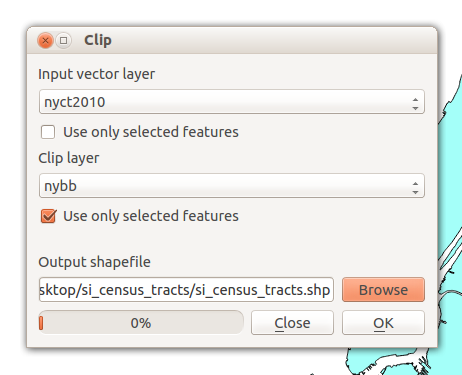 Clip
Input vector layer
nyct2010
Use only selected features
Clip layer
nybb
Use only selected features
Output shapefile
sktop/si_census_tracts/si_census_tracts.shp
Browse
0%
Close
OK